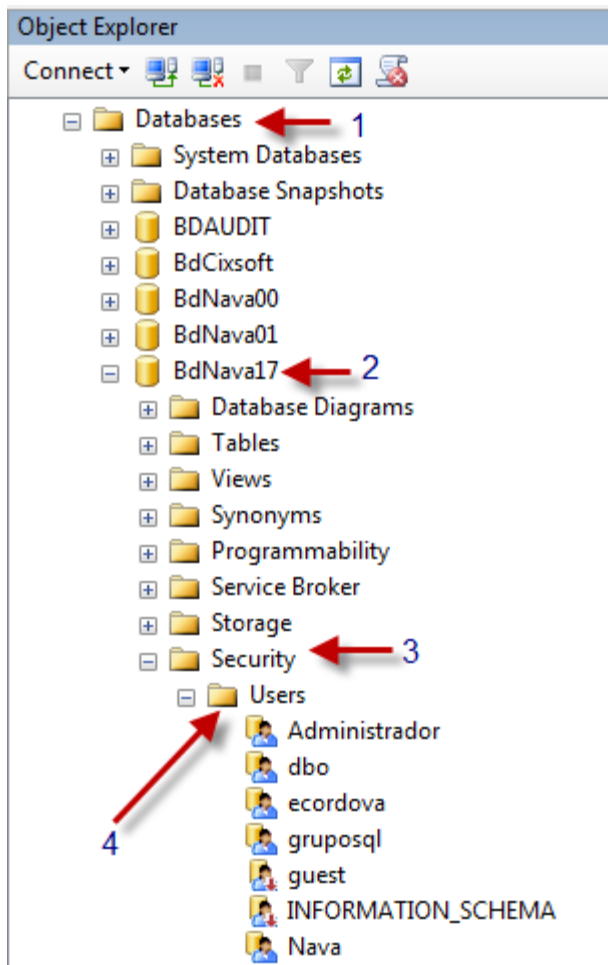 Object Explorer
Connect
Databases 1
System Databases
Database Snapshots
BDAUDIT
BdCixsoft
BdNava00
BdNava01
BdNava17 2
Database Diagrams
Tables
Views
Synonyms
Programmability
Service Broker
Storage
Security 3
Users
Administrador
dbo
ecordova
4 gruposql
guest
INFORMATION_SCHEMA
Nava